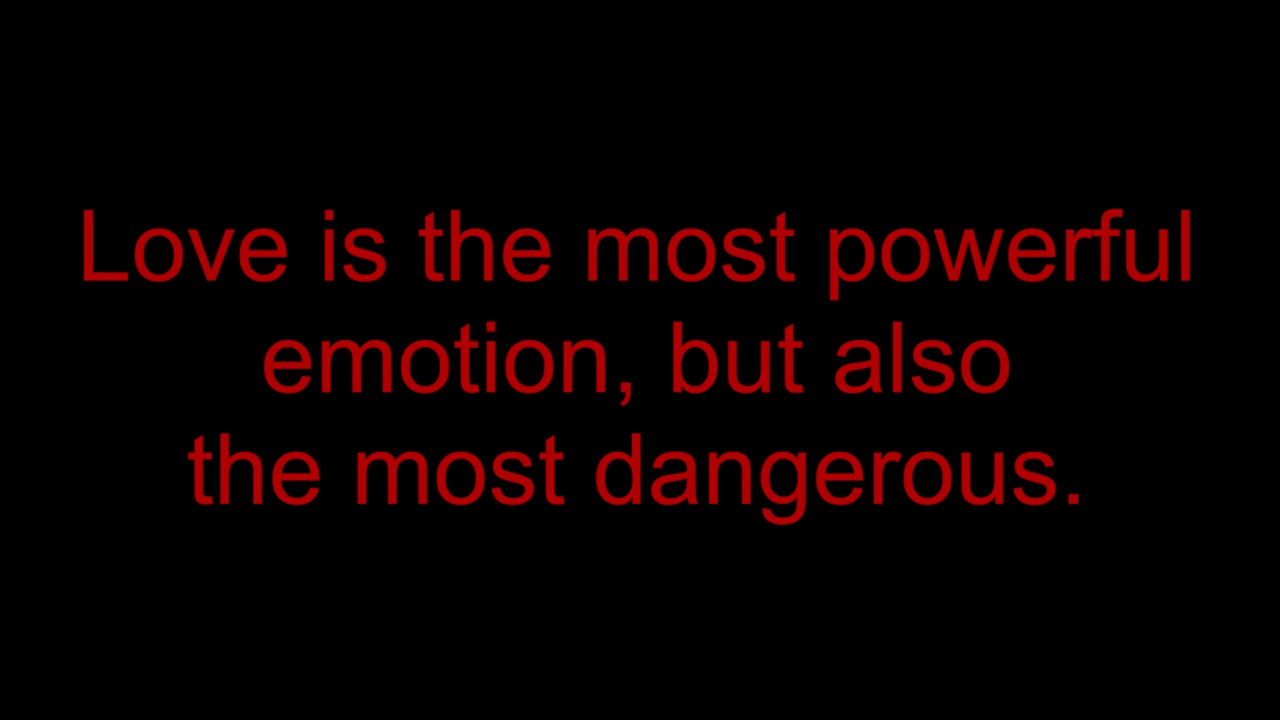 Love is the most powerful
emotion, but also
the most dangerous.